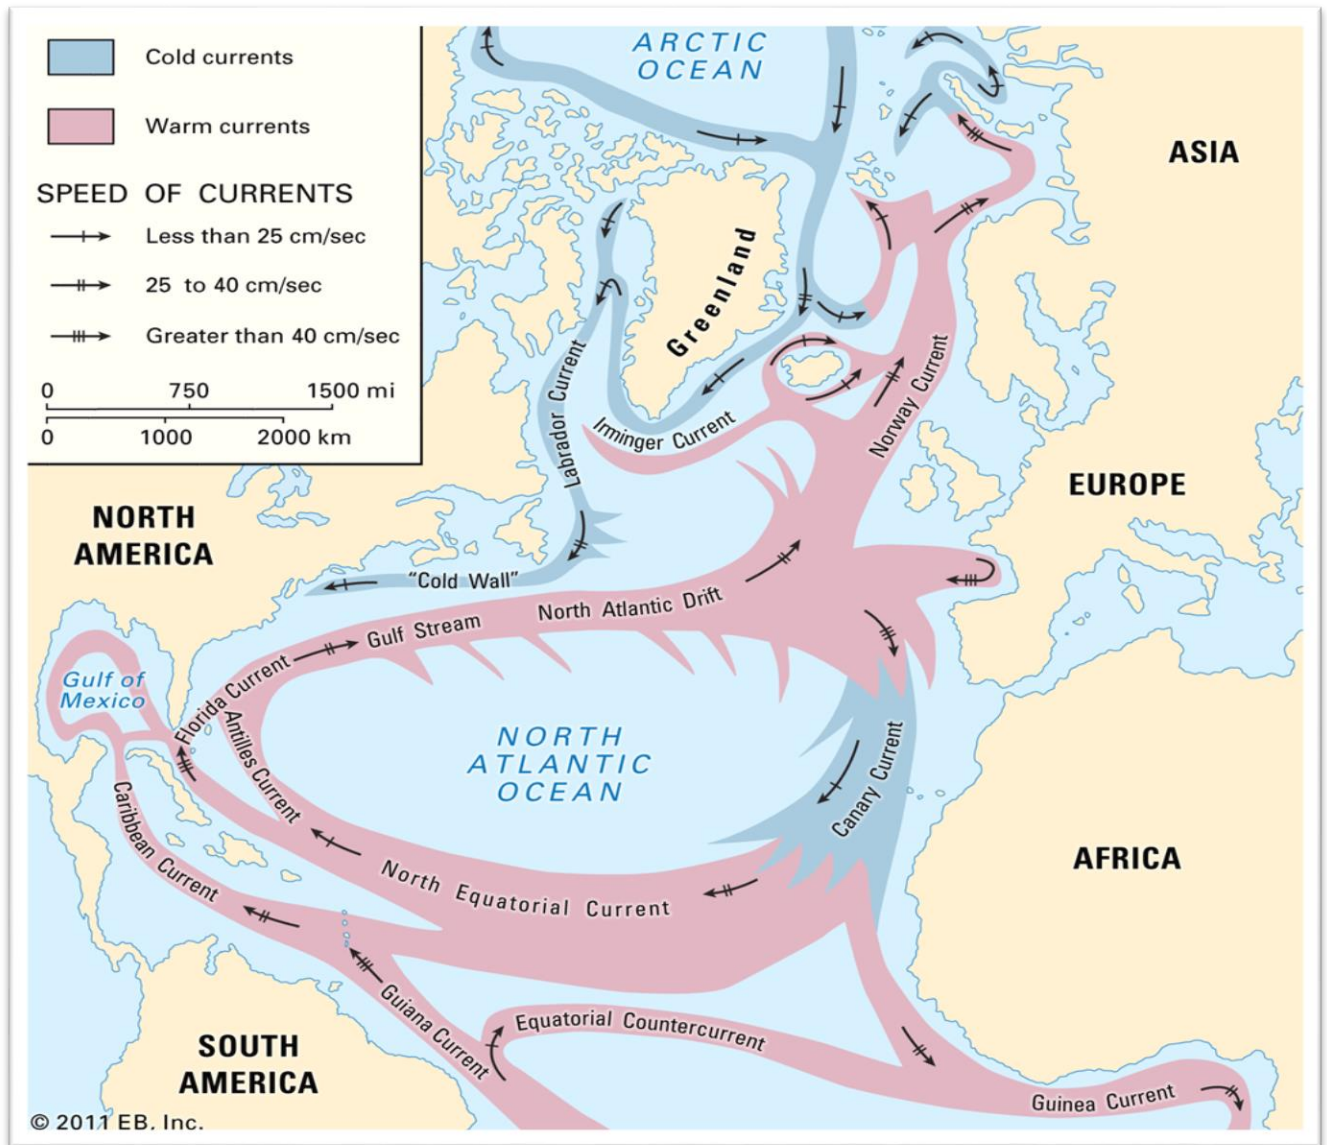 Cold currents
Warm currents
SPEED OF CURRENTS
Less than 25 cm/sec
25 to 40 cm/sec
Greater than 40 cm/sec
0 750 1500 mi
0 1000 2000 km
ARCTIC
OCEAN
ASIA
Greenland
Labrador Current
Irminger Current
Norway Current
EUROPE
NORTH
AMERICA
"Cold Wall"
North Atlantic Drift
Gulf Stream
Gulf of
Mexico
Florida Current
Antilles Current
NORTH
ATLANTIC
OCEAN
Canary Current
Caribbean Current
North Equatorial Current
AFRICA
Guiana Current
Equatorial Countercurrent
SOUTH
AMERICA
Guinea Current
© 2011 EB, Inc.